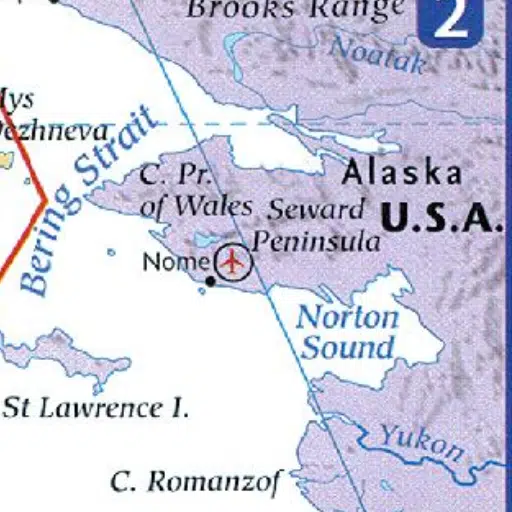 Brooks Range
2
Noatak
Dezhneva
Bering Strait
Alaska
C. Pr.
of Wales
Seward
Peninsula
U.S.A.
Nome
Norton
Sound
St Lawrence I.
Yukon
C. Romanzof